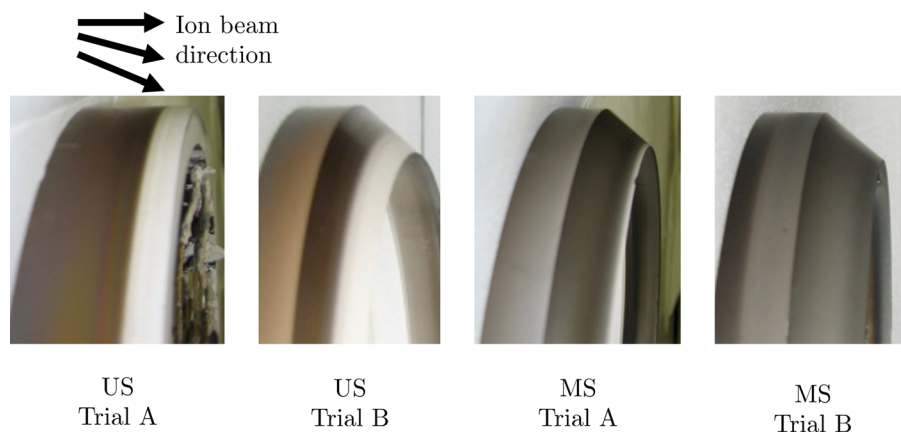 Ion beam
direction
US
Trial A
US
Trial B
MS
Trial A
MS
Trial B